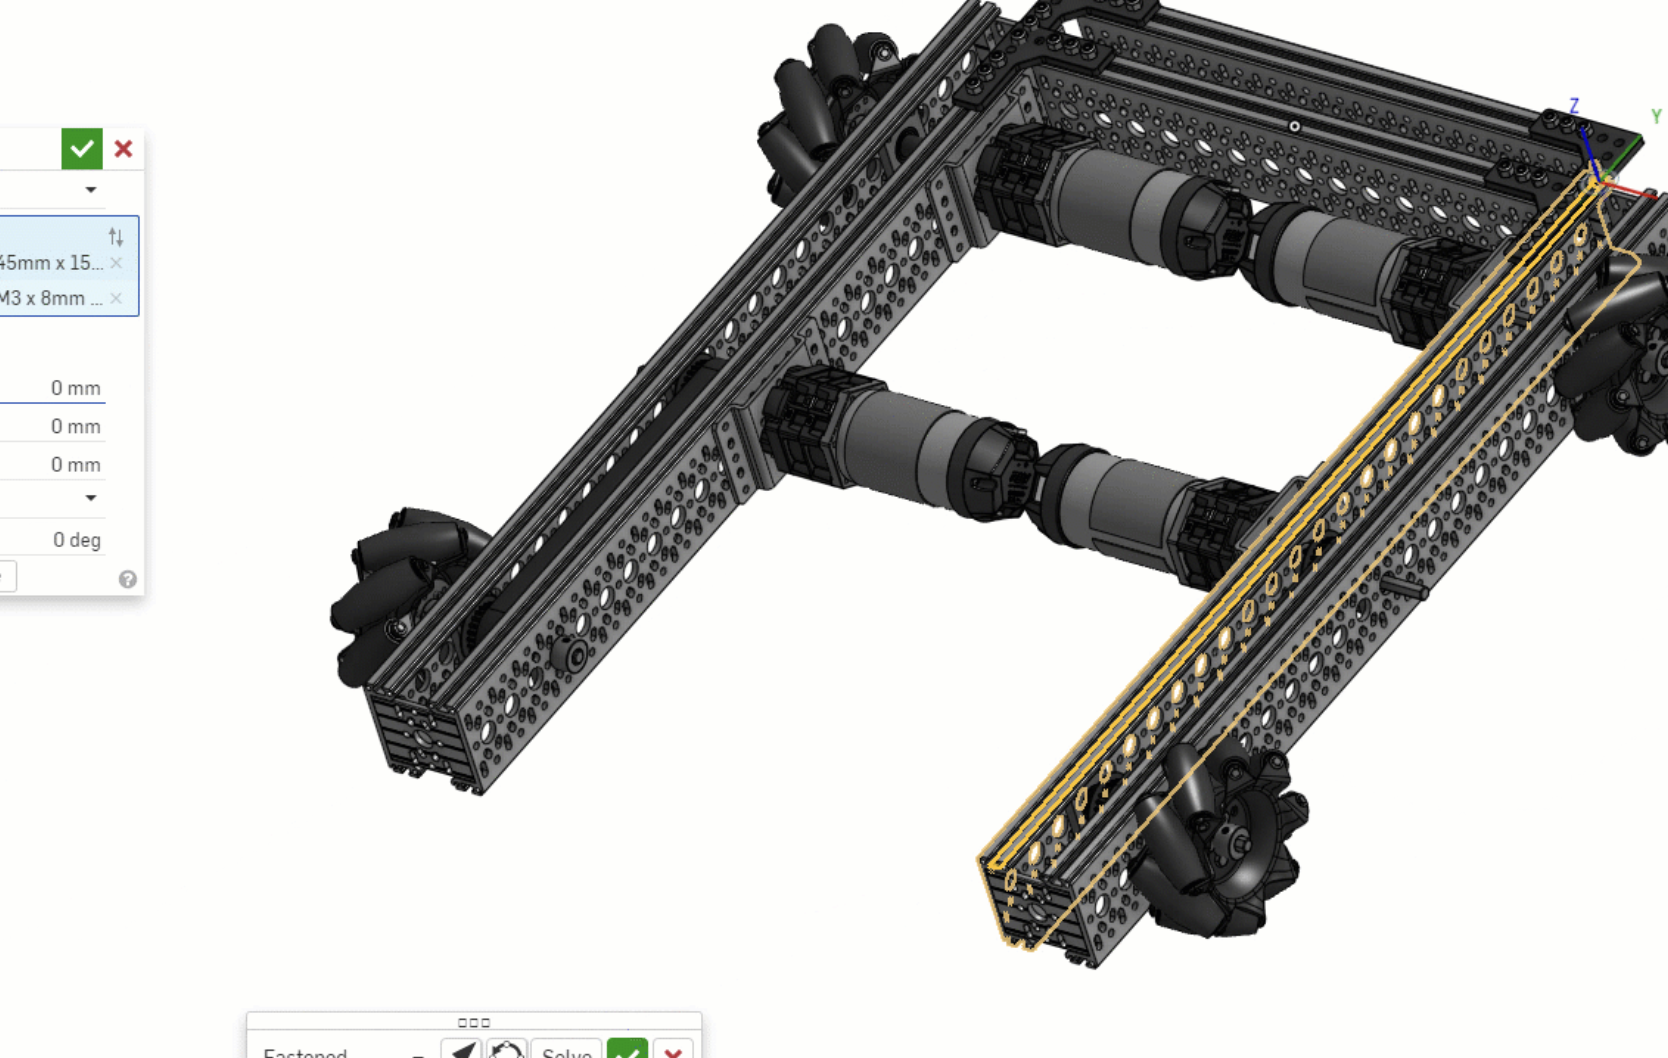 Z
Y
45mm x 15...
M3 x 8mm ...
0 mm
0 mm
0 mm
0 deg
Fastened
Solve